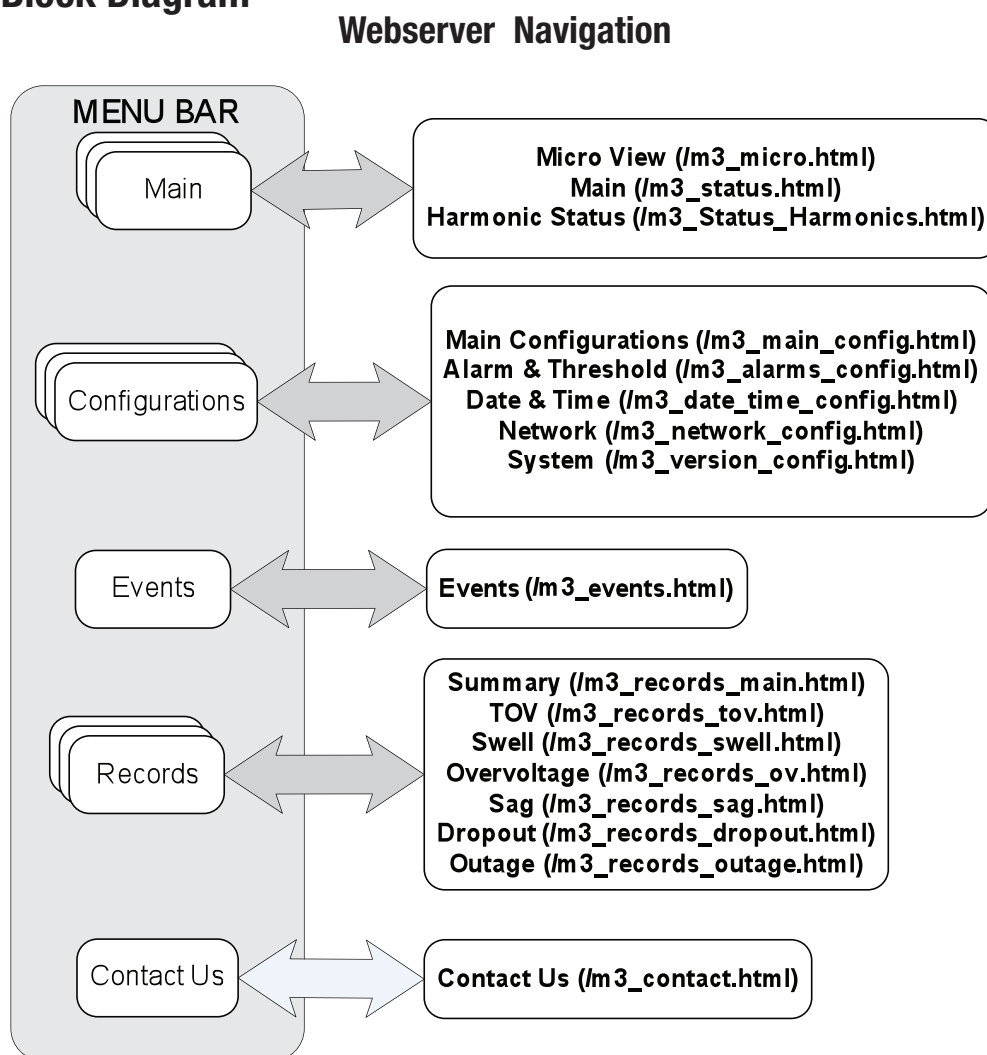 Block Diagram
Webserver Navigation
MENU BAR
Main
Micro View (/m3_micro.html)
Main (/m3_status.html)
Harmonic Status (/m3_Status_Harmonics.html)
Configurations
Main Configurations (/m3_main_config.html)
Alarm & Threshold (/m3_alarms_config.html)
Date & Time (/m3_date_time_config.html)
Network (/m3_network_config.html)
System (/m3_version_config.html)
Events
Events (/m3_events.html)
Records
Summary (/m3_records_main.html)
TOV (/m3_records_tov.html)
Swell (/m3_records_swell.html)
Overvoltage (/m3_records_ov.html)
Sag (/m3_records_sag.html)
Dropout (/m3_records_dropout.html)
Outage (/m3_records_outage.html)
Contact Us
Contact Us (/m3_contact.html)